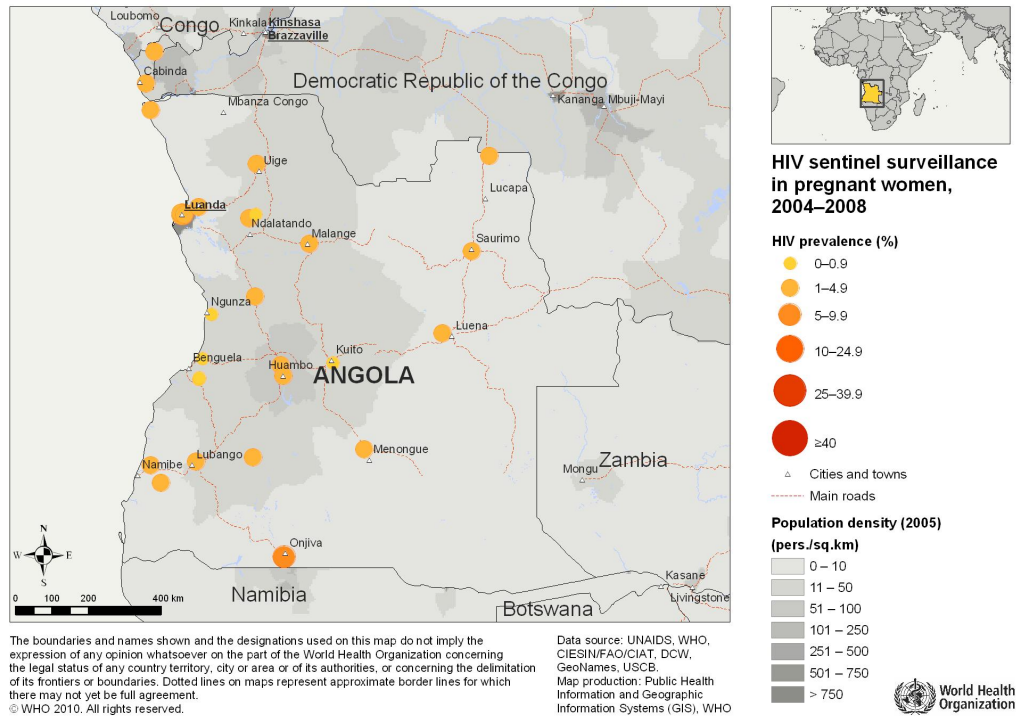 Loubomo
Congo
Kinkala
Kinshasa
Brazzaville
Cabinda
Democratic Republic of the Congo
Mbanza Congo
Kananga
Mbuji-Mayi
Uige
Lucapa
Luanda
Ndalatando
Malange
Saurimo
Ngunza
Luena
Benguela
Kuito
Huambo
ANGOLA
Lubango
Menongue
Namibe
Mongu
Zambia
N
W
E
S
Onjiva
Kasane
Namibia
Livingstone
Botswana
0 100 200 400 km
HIV sentinel surveillance
in pregnant women,
2004–2008
HIV prevalence (%)
0–0.9
1–4.9
5–9.9
10–24.9
25–39.9
≥40
Cities and towns
Main roads
Population density (2005)
(pers./sq.km)
0 – 10
11 – 50
51 – 100
101 – 250
251 – 500
501 – 750
> 750
The boundaries and names shown and the designations used on this map do not imply the
expression of any opinion whatsoever on the part of the World Health Organization concerning
the legal status of any country territory, city or area or of its authorities, or concerning the delimitation
of its frontiers or boundaries. Dotted lines on maps represent approximate border lines for which
there may not yet be full agreement.
© WHO 2010. All rights reserved.
Data source: UNAIDS, WHO,
CIESIN/FAO/CIAT, DCW,
GeoNames, USCB.
Map production: Public Health
Information and Geographic
Information Systems (GIS), WHO
World Health
Organization